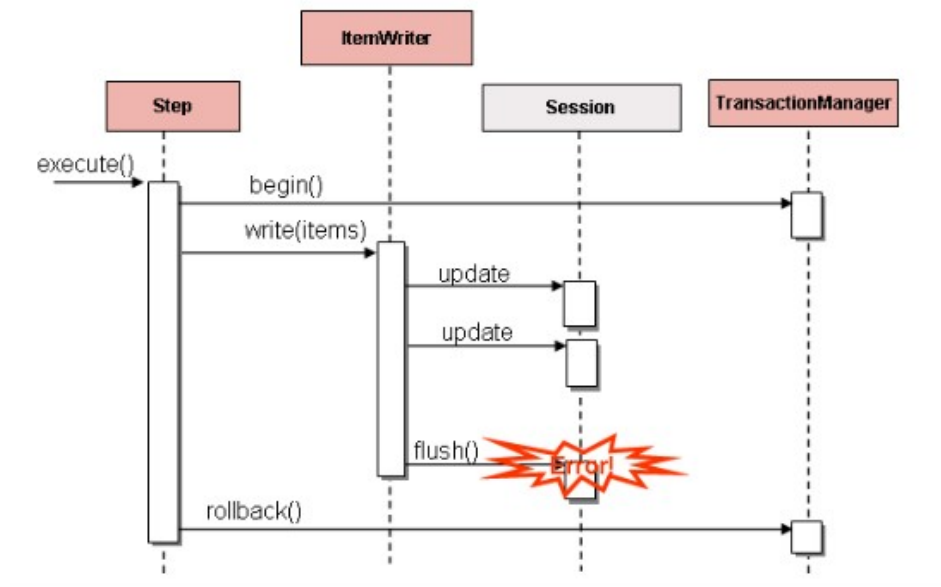 ItemWriter
Step
Session
TransactionManager
execute()
begin()
write(items)
update
update
flush()
Error!
rollback()